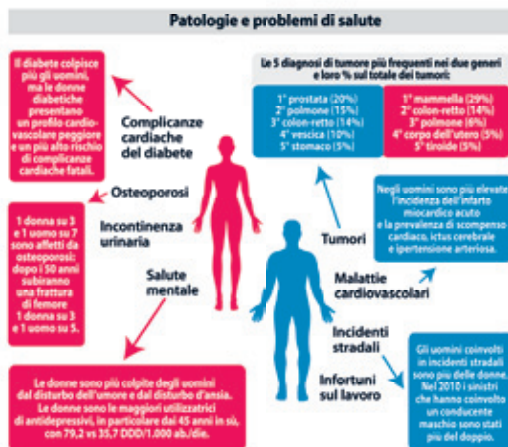 Patologie e problemi di salute
Il diabete colpisce
più gli uomini,
ma le donne
diabetiche
presentano
un profilo cardio-
vascolare peggiore
e un più alto rischio
di complicanze
cardiache fatali.
Complicanze
cardiache
del diabete
Osteoporosi
Incontinenza
urinaria
Salute
mentale
1 donna su 3
e 1 uomo su 7
sono affetti da
osteoporosi:
dopo i 50 anni
subiranno
una frattura
di femore
1 donna su 3
e 1 uomo su 5.
Le donne sono più colpite degli uomini
dal disturbo dell'umore e dal disturbo d'ansia.
Le donne sono le maggiori utilizzatrici
di antidepressivi, in particolare dai 45 anni in sù,
con 79,2 vs 35,7 DDD/1.000 ab./die.
Le 5 diagnosi di tumore più frequenti nei due generi
e loro % sul totale dei tumori:
1° prostata (20%)
2° polmone (15%)
3° colon-retto (14%)
4° vescica (10%)
5° stomaco (5%)
1° mammella (29%)
2° colon-retto (14%)
3° polmone (6%)
4° corpo dell'utero (5%)
5° tiroide (5%)
Tumori
Malattie
cardiovascolari
Incidenti
stradali
Infortuni
sul lavoro
Negli uomini sono più elevate
l'incidenza dell'infarto
miocardico acuto
e la prevalenza di scompenso
cardiaco, ictus cerebrale
e ipertensione arteriosa.
Gli uomini coinvolti
in incidenti stradali
sono più delle donne.
Nel 2010 i sinistri
che hanno coinvolto
un conducente
maschio sono stati
più del doppio.